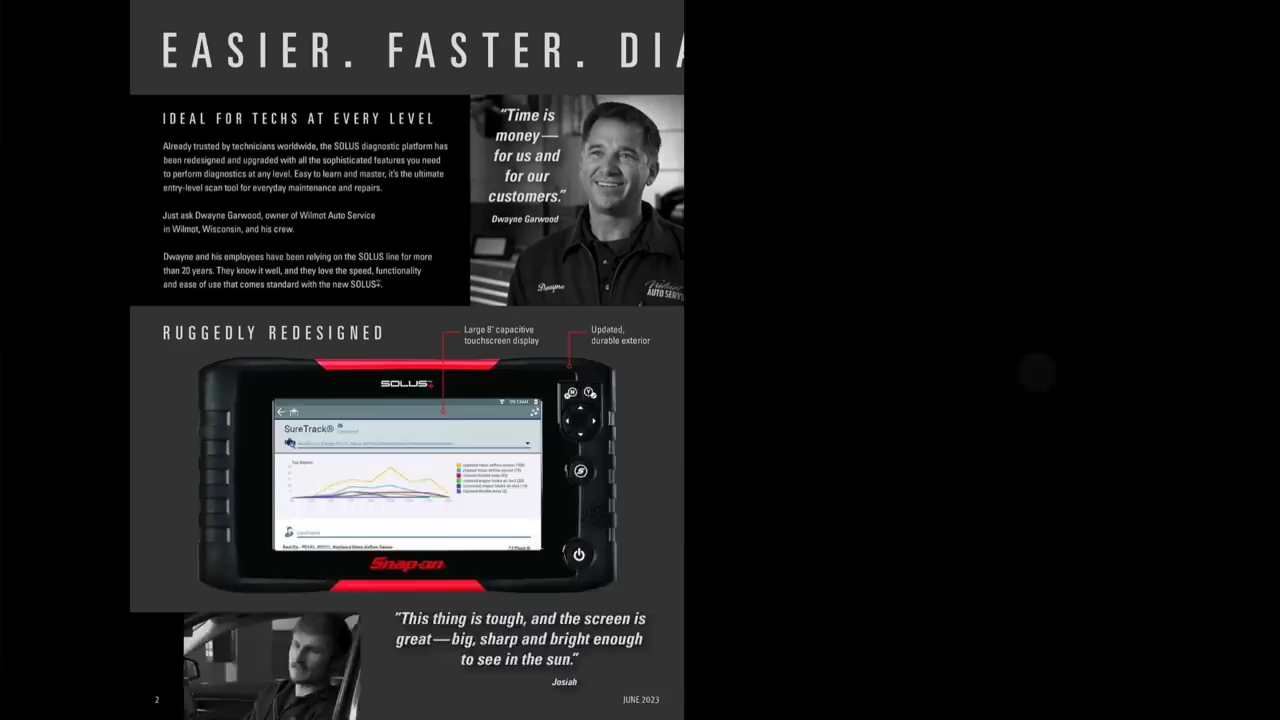 EASIER. FASTER. DIA
IDEAL FOR TECHS AT EVERY LEVEL
Already trusted by technicians worldwide, the SOLUS diagnostic platform has
been redesigned and upgraded with all the sophisticated features you need
to perform diagnostics at any level. Easy to learn and master, it's the ultimate
entry-level scan tool for everyday maintenance and repairs.
Just ask Dwayne Garwood, owner of Wilmot Auto Service
in Wilmot, Wisconsin, and his crew.
Dwayne and his employees have been relying on the SOLUS line for more
than 20 years. They know it well, and they love the speed, functionality
and ease of use that comes standard with the new SOLUS+.
“Time is
money—
for us and
for our
customers.”
Dwayne Garwood
Dwayne
AUTO SERV
RUGGEDLY REDESIGNED
Large 8" capacitive
touchscreen display
Updated,
durable exterior
SOLUS+
N Y
SureTrack®
Snap-on
“This thing is tough, and the screen is
great—big, sharp and bright enough
to see in the sun.”
Josiah
2
JUNE 2023